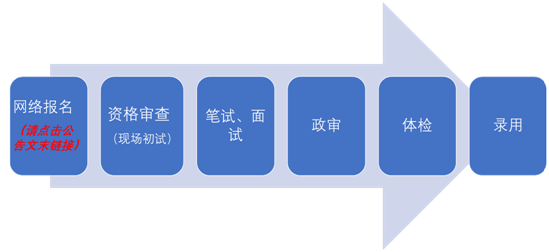 网络报名
（请点击公
告文末链接）
资格审查
（现场初试）
笔试、面
试
政审
体检
录用